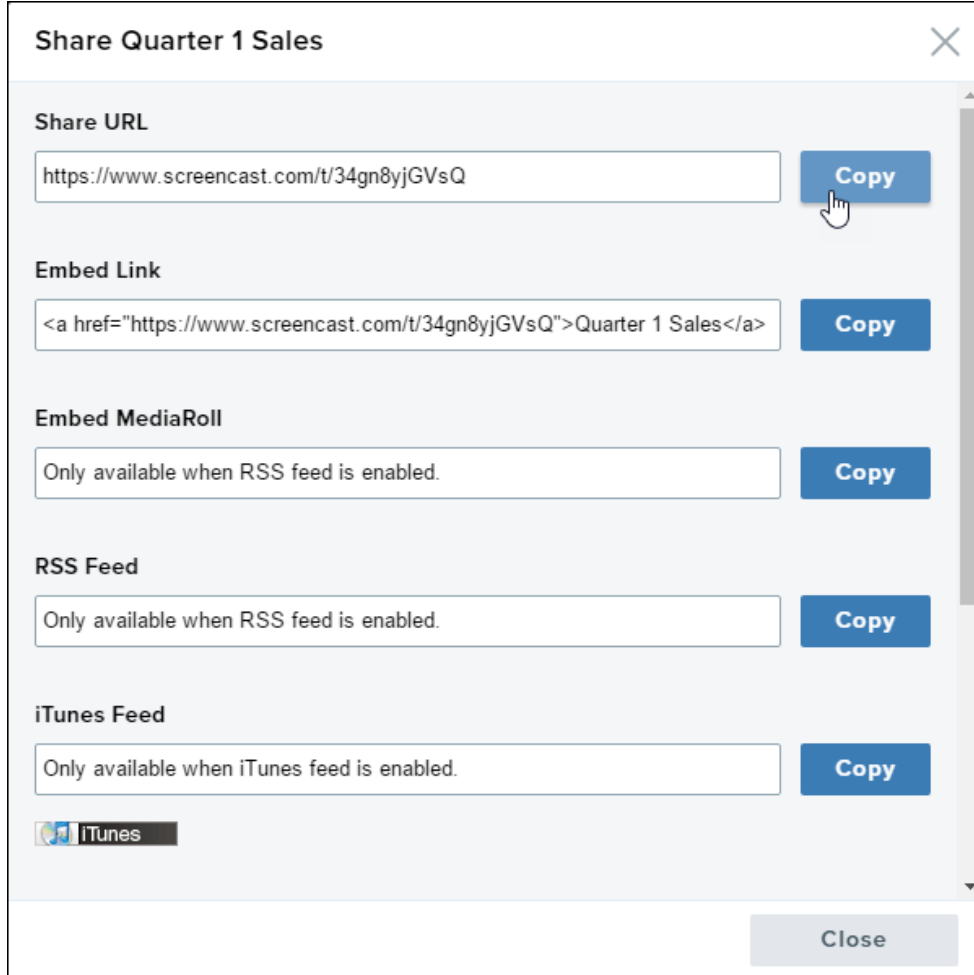 Share Quarter 1 Sales
Share URL
https://www.screencast.com/t/34gn8yjGVsQ
Copy
Embed Link
<a href="https://www.screencast.com/t/34gn8yjGVsQ">Quarter 1 Sales</a>
Copy
Embed MediaRoll
Only available when RSS feed is enabled.
Copy
RSS Feed
Only available when RSS feed is enabled.
Copy
iTunes Feed
Only available when iTunes feed is enabled.
Copy
iTunes
Close